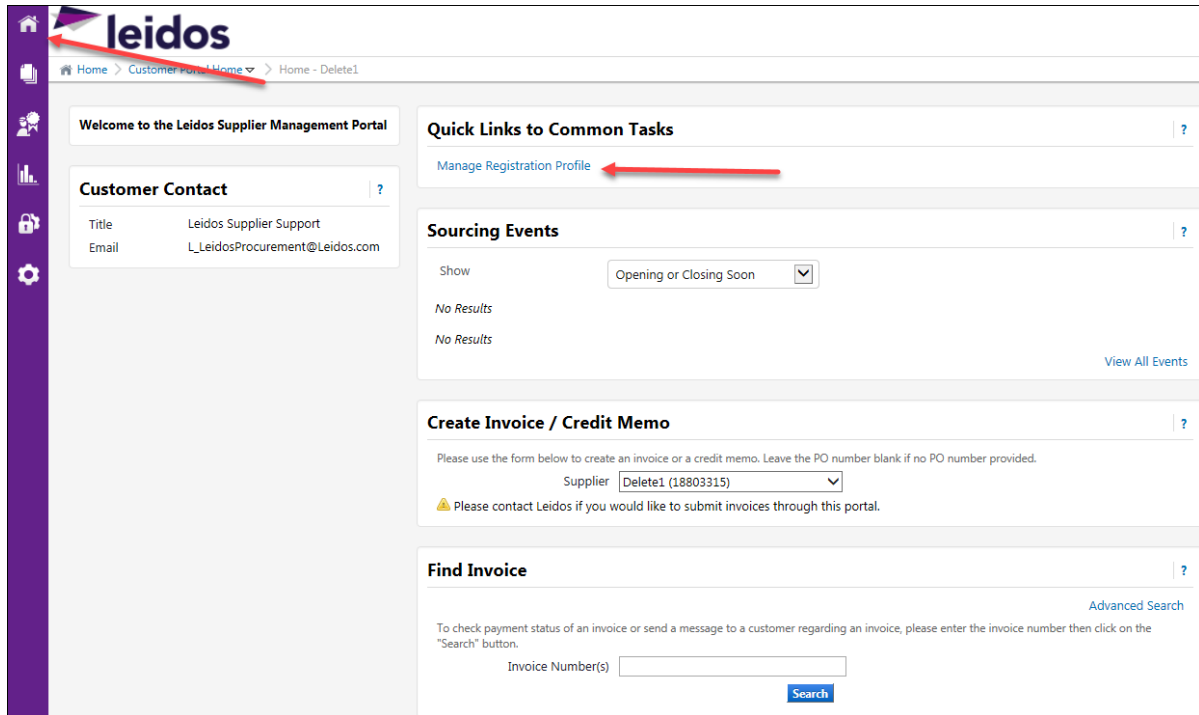 leidos
Home > Customer Portal Home > Home - Delete1
Welcome to the Leidos Supplier Management Portal
Customer Contact ?
Title Leidos Supplier Support
Email L_LeidosProcurement@Leidos.com
Quick Links to Common Tasks ?
Manage Registration Profile
Sourcing Events ?
Show Opening or Closing Soon
No Results
No Results
View All Events
Create Invoice / Credit Memo ?
Please use the form below to create an invoice or a credit memo. Leave the PO number blank if no PO number provided.
Supplier Delete1 (18803315)
Please contact Leidos if you would like to submit invoices through this portal.
Find Invoice ?
Advanced Search
To check payment status of an invoice or send a message to a customer regarding an invoice, please enter the invoice number then click on the
"Search" button.
Invoice Number(s)
Search